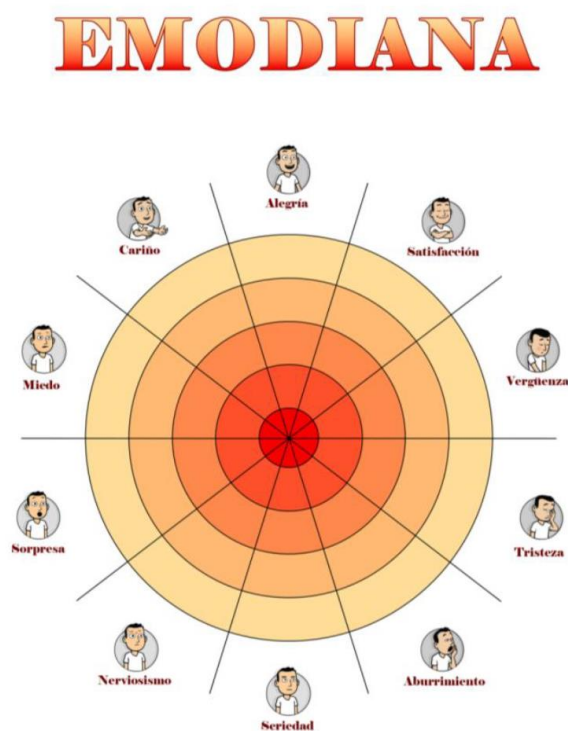 EMODIANA
Alegría
Cariño
Satisfacción
Miedo
Vergüenza
Sorpresa
Tristeza
Nerviosismo
Aburrimiento
Seriedad